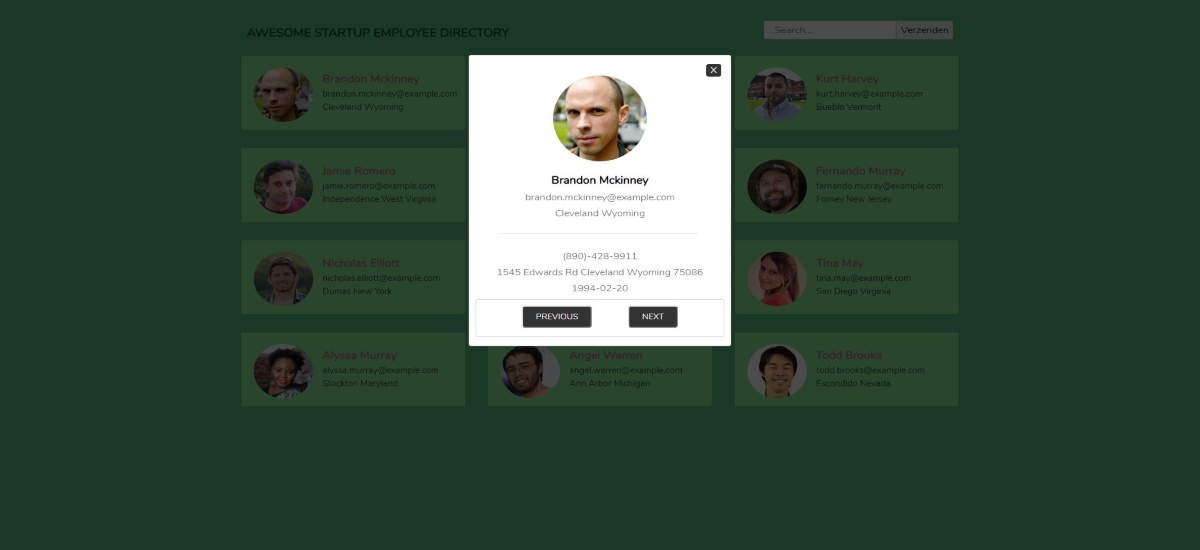 AWESOME STARTUP EMPLOYEE DIRECTORY
Search...
Verzenden
Brandon Mckinney
brandon.mckinney@example.com
Cleveland Wyoming
X
Brandon Mckinney
brandon.mckinney@example.com
Cleveland Wyoming
(890)-428-9911
1545 Edwards Rd Cleveland Wyoming 75086
1994-02-20
PREVIOUS
NEXT
Kurt Harvey
kurt.harvey@example.com
Bueblo Vermont
Jamie Romero
jamie.romero@example.com
Independence West Virginia
Fernando Murray
fernando.murray@example.com
Forney New Jersey
Nicholas Elliott
nicholas.elliott@example.com
Dumas New York
Tina May
tina.may@example.com
San Diego Virginia
Alyssa Murray
alyssa.murray@example.com
Stockton Maryland
Angel Warren
angel.warren@example.com
Ann Arbor Michigan
Todd Brooks
todd.brooks@example.com
Escondido Nevada